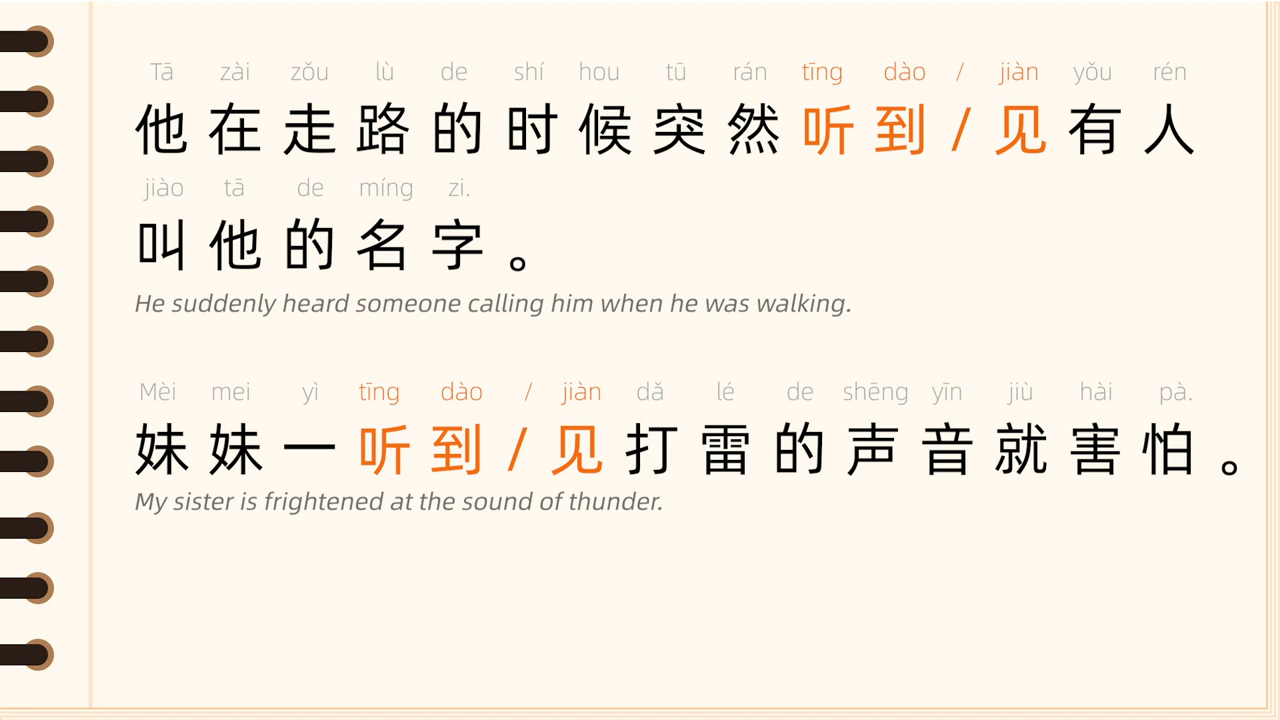 Tā zài zǒu lù de shí hou tū rán tīng dào / jiàn yǒu rén
他在走路的时候突然听到/见有人
jiào tā de míng zi.
叫他的名字。
He suddenly heard someone calling him when he was walking.
Mèi mei yì tīng dào / jiàn dǎ léi de shēng yīn jiù hài pà.
妹妹一听到/见打雷的声音就害怕。
My sister is frightened at the sound of thunder.